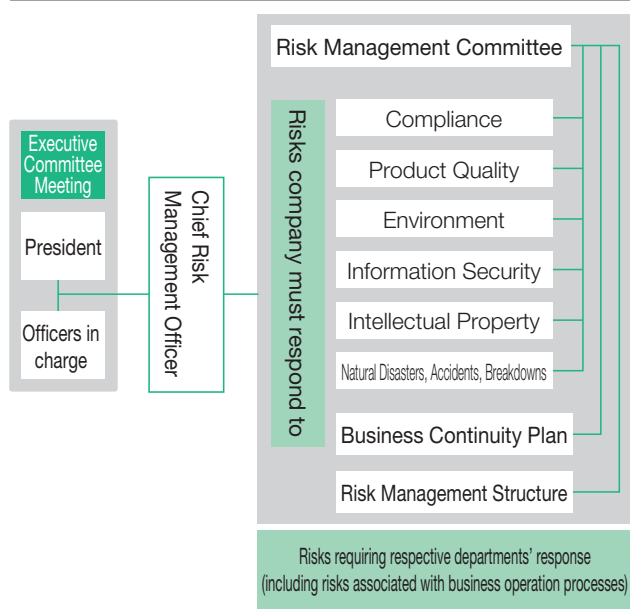 Executive
Committee
Meeting
President
Officers in
charge
Chief Risk
Management Officer
Risk Management Committee
Risks company must respond to
Compliance
Product Quality
Environment
Information Security
Intellectual Property
Natural Disasters, Accidents, Breakdowns
Business Continuity Plan
Risk Management Structure
Risks requiring respective departments’ response
(including risks associated with business operation processes)